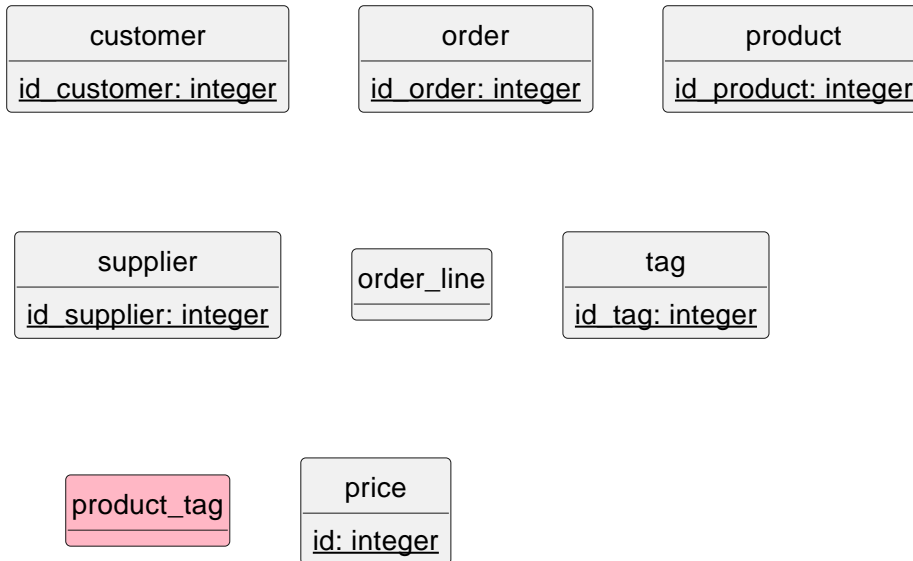 customer
id_customer: integer
order
id_order: integer
product
id_product: integer
supplier
id_supplier: integer
order_line
tag
id_tag: integer
product_tag
price
id: integer